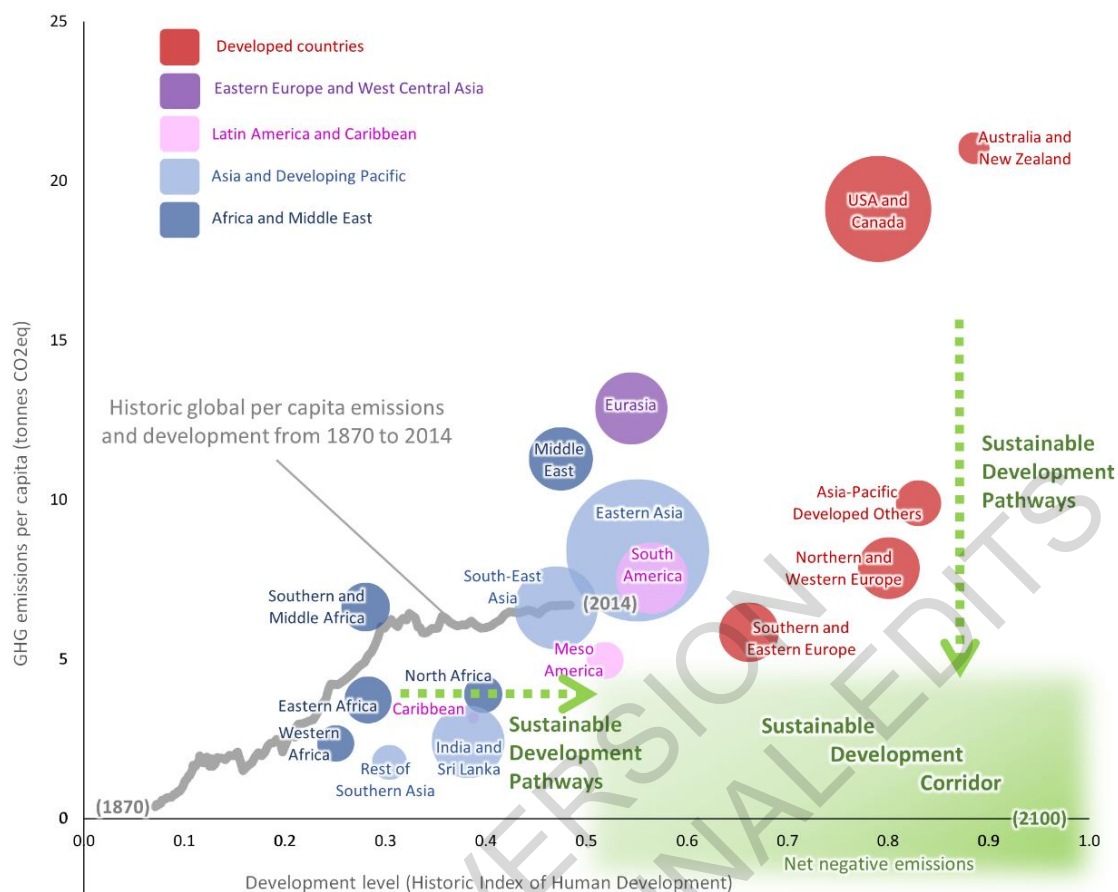 25
20
15
10
5
0
GHG emissions per capita (tonnes CO2eq)
Developed countries
Eastern Europe and West Central Asia
Latin America and Caribbean
Asia and Developing Pacific
Africa and Middle East
Australia and
New Zealand
USA and
Canada
Historic global per capita emissions
and development from 1870 to 2014
Eurasia
Middle
East
Sustainable
Development
Pathways
Asia-Pacific
Developed Others
Eastern Asia
South
America
Northern and
Western Europe
South-East
Asia
(2014)
Southern and
Middle Africa
Southern and
Eastern Europe
Meso
America
North Africa
Eastern Africa
Caribbean
Western
Africa
India and
Sri Lanka
Rest of
Southern Asia
Sustainable
Development
Pathways
Sustainable
Development
Corridor
(1870)
(2100)
0.0 0.1 0.2 0.3 0.4 0.5 0.6 0.7 0.8 0.9 1.0
Net negative emissions
Development level (Historic Index of Human Development)
VERSION
EDITS